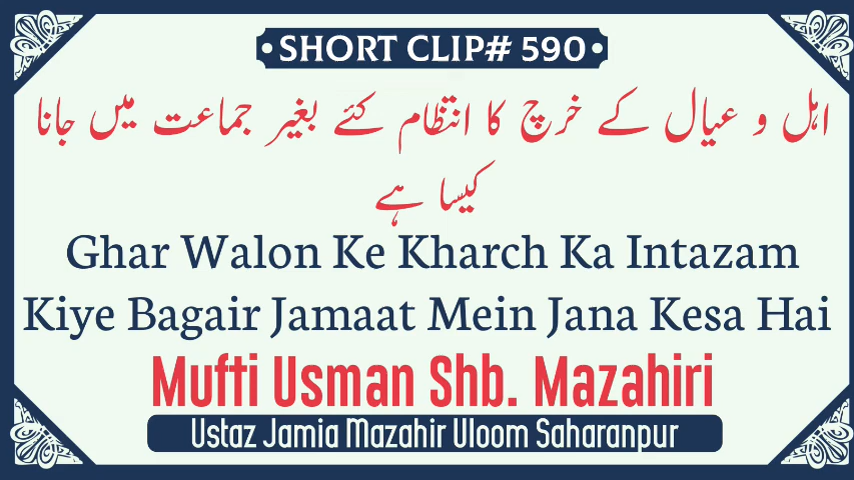 •SHORT CLIP# 590•
اہل و عیال کے خرچ کا انتظام کئے بغیر جماعت میں جانا
کیسا ہے
Ghar Walon Ke Kharch Ka Intazam
Kiye Bagair Jamaat Mein Jana Kesa Hai
Mufti Usman Shb. Mazahiri
Ustaz Jamia Mazahir Uloom Saharanpur